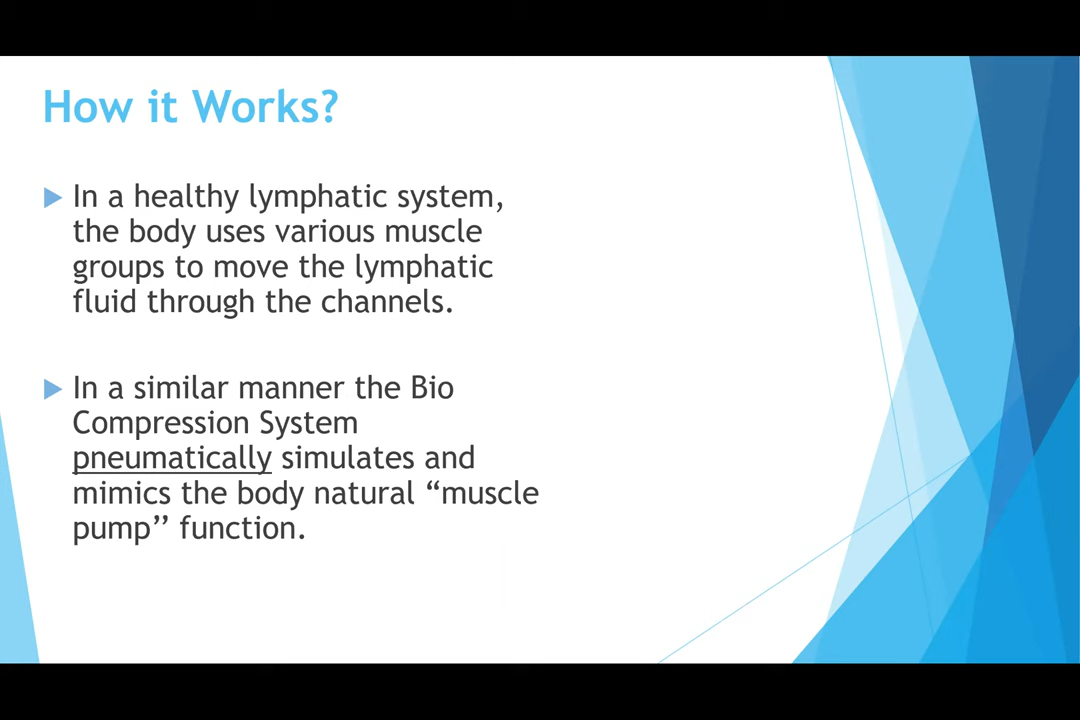 How it Works?
In a healthy lymphatic system,
the body uses various muscle
groups to move the lymphatic
fluid through the channels.
In a similar manner the Bio
Compression System
pneumatically simulates and
mimics the body natural “muscle
pump” function.